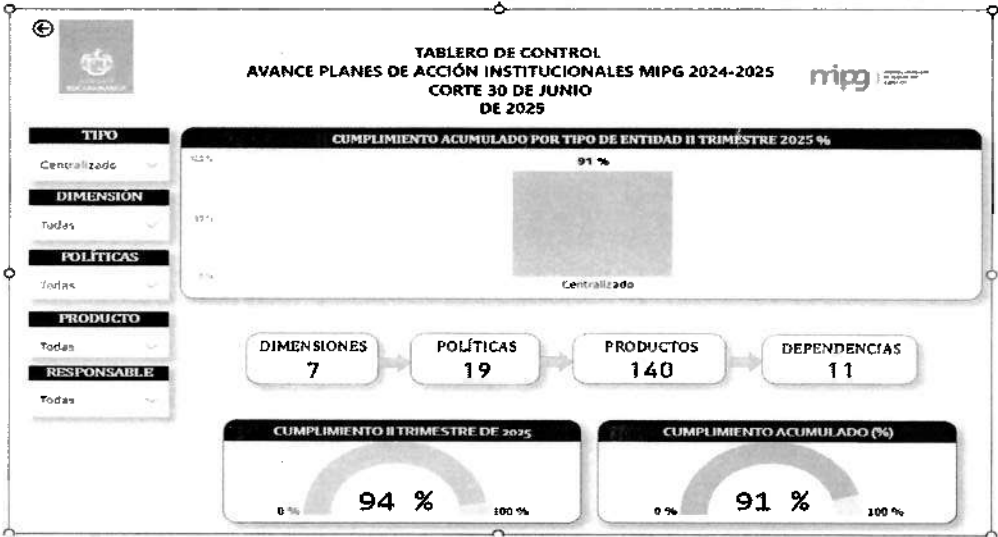 TABLERO DE CONTROL
AVANCE PLANES DE ACCIÓN INSTITUCIONALES MIPG 2024-2025
CORTE 30 DE JUNIO
DE 2025
mipg
TIPO
Centralizado
DIMENSIÓN
Todas
POLÍTICAS
Todas
PRODUCTO
Todas
RESPONSABLE
Todas
CUMPLIMIENTO ACUMULADO POR TIPO DE ENTIDAD II TRIMESTRE 2025 %
91 %
Centralizado
DIMENSIONES
7
POLÍTICAS
19
PRODUCTOS
140
DEPENDENCIAS
11
CUMPLIMIENTO II TRIMESTRE DE 2025
94 %
0 %
100 %
CUMPLIMIENTO ACUMULADO (%)
91 %
0 %
100 %